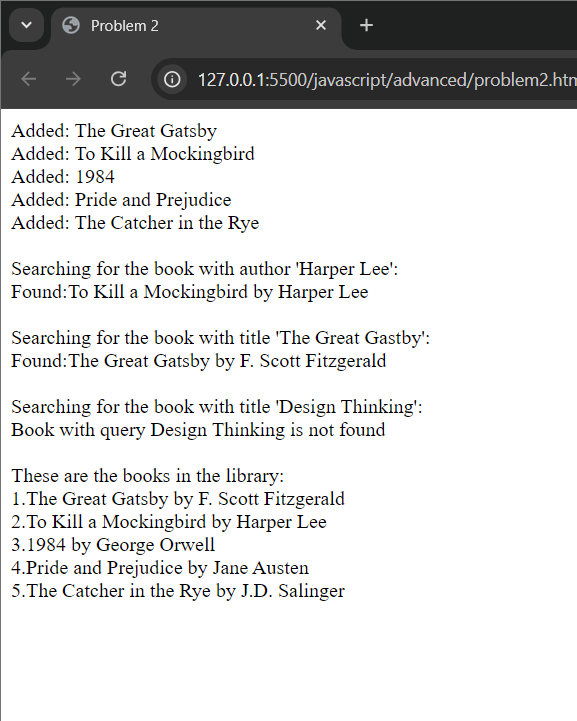 Problem 2
127.0.0.1:5500/javascript/advanced/problem2.htm
Added: The Great Gatsby
Added: To Kill a Mockingbird
Added: 1984
Added: Pride and Prejudice
Added: The Catcher in the Rye
Searching for the book with author 'Harper Lee':
Found:To Kill a Mockingbird by Harper Lee
Searching for the book with title 'The Great Gastby':
Found:The Great Gatsby by F. Scott Fitzgerald
Searching for the book with title 'Design Thinking':
Book with query Design Thinking is not found
These are the books in the library:
1.The Great Gatsby by F. Scott Fitzgerald
2.To Kill a Mockingbird by Harper Lee
3.1984 by George Orwell
4.Pride and Prejudice by Jane Austen
5.The Catcher in the Rye by J.D. Salinger